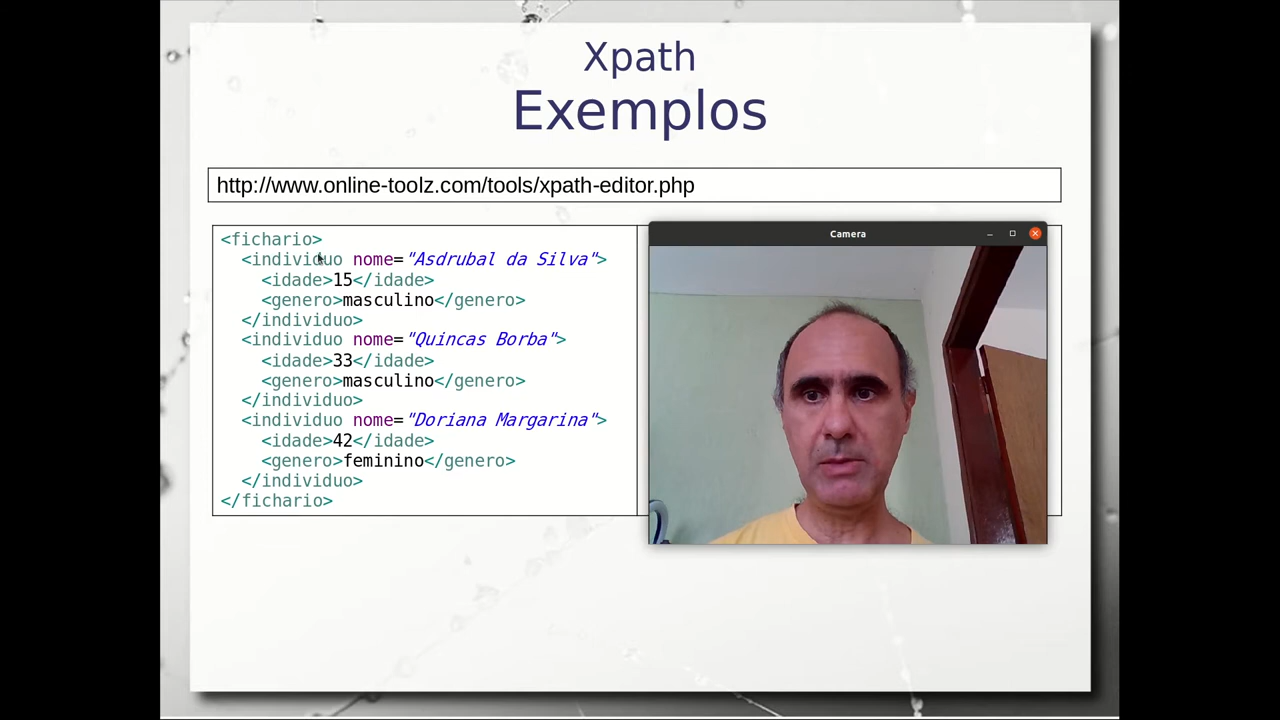 Xpath
Exemplos
http://www.online-toolz.com/tools/xpath-editor.php
<fichario>
  <individuo nome="Asdrubal da Silva">
    <idade>15</idade>
    <genero>masculino</genero>
  </individuo>
  <individuo nome="Quincas Borba">
    <idade>33</idade>
    <genero>masculino</genero>
  </individuo>
  <individuo nome="Doriana Margarina">
    <idade>42</idade>
    <genero>feminino</genero>
  </individuo>
</fichario>
Camera